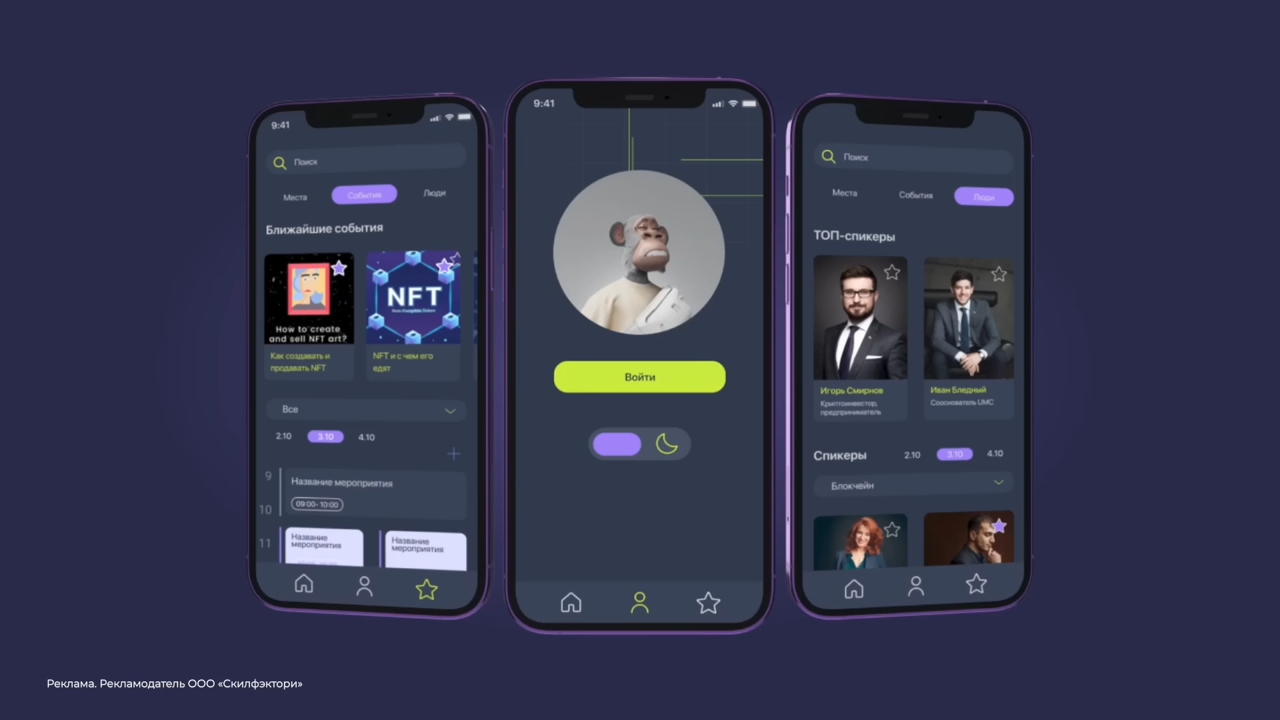 9:41
Поиск
Места
События
Люди
Ближайшие события
NFT
How to create
and sell NFT art?
Как создавать и
продавать NFT
NFT и с чем его
едят
Все
2.10
3.10
4.10
9
Название мероприятия
09:00- 10:00
10
11
Название
мероприятия
Название
мероприятия
9:41
Войти
Поиск
Места
События
Люди
ТОП-спикеры
Игорь Смирнов
Криптоинвестор,
предприниматель
Иван Бледный
Сооснователь UMC
Спикеры
2.10
3.10
4.10
Блокчейн
Реклама. Рекламодатель ООО «Скилфэктори»